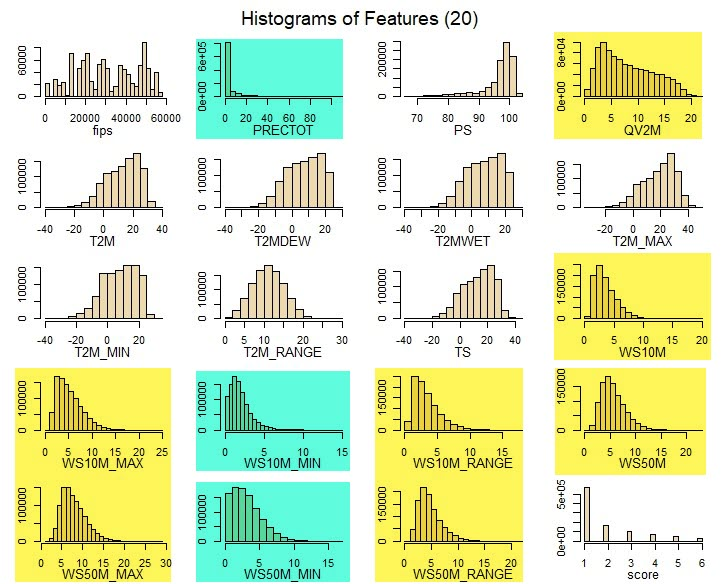 Histograms of Features (20)
0 60000
0 20000 40000 60000
fips
0e+00 6e+05
0 20 40 60 80
PRECTOT
0 200000
70 80 90 100
PS
0e+00 8e+04
0 5 10 15 20
QV2M
0 100000
-40 0 20 40
T2M
0 100000
-40 -20 0 10 30
T2MDEW
0 100000
-40 -20 0 10 30
T2MWET
0 100000
-20 0 20 40
T2M_MAX
0 100000
-40 0 20
T2M_MIN
0 100000
0 5 10 20 30
T2M_RANGE
0 100000
-40 0 20 40
TS
0 150000
0 5 10 15 20
WS10M
0 100000
0 5 10 15 20 25
WS10M_MAX
0 100000
0 5 10 15
WS10M_MIN
0 150000
0 5 10 15
WS10M_RANGE
0 150000
0 5 10 15 20
WS50M
0 100000
0 5 10 15 20 25 30
WS50M_MAX
0 100000
0 5 10 15
WS50M_MIN
0 150000
0 5 10 15 20
WS50M_RANGE
0e+00 5e+05
1 2 3 4 5 6
score